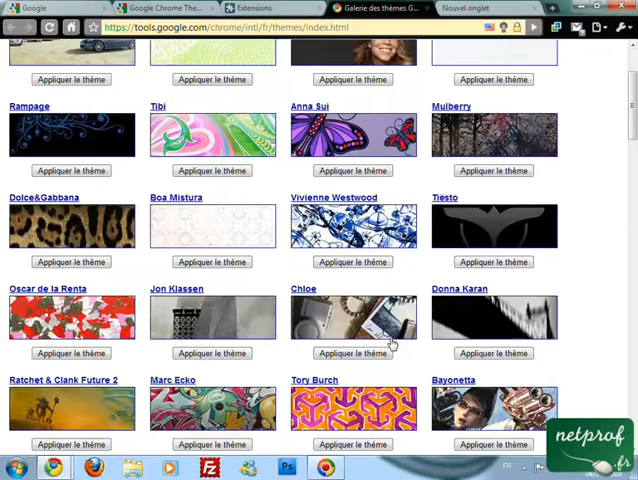 Google
Google Chrome The...
Extensions
Galerie des thèmes G...
Nouvel onglet
https://tools.google.com/chrome/intl/fr/themes/index.html
Appliquer le thème Appliquer le thème Appliquer le thème Appliquer le thème
Rampage Tibi Anna Sui Mulberry
Appliquer le thème Appliquer le thème Appliquer le thème Appliquer le thème
Dolce&Gabbana Boa Mistura Vivienne Westwood Tiësto
Appliquer le thème Appliquer le thème Appliquer le thème Appliquer le thème
Oscar de la Renta Jon Klassen Chloe Donna Karan
Appliquer le thème Appliquer le thème Appliquer le thème Appliquer le thème
Ratchet & Clank Future 2 Marc Ecko Tory Burch Bayonetta
Appliquer le thème Appliquer le thème Appliquer le thème Appliquer le thème
netprof
.fr
Fz
Ps
FR